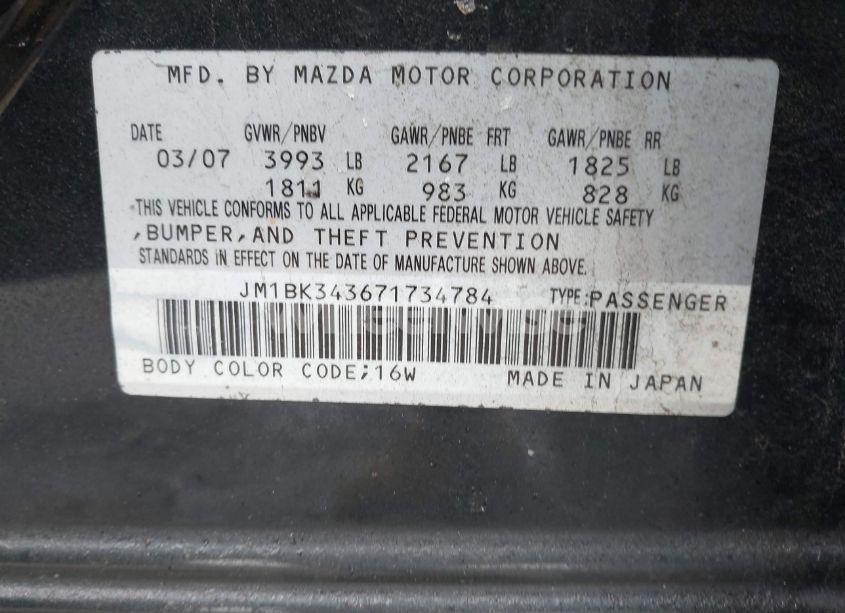 MFD. BY MAZDA MOTOR CORPORATION
DATE GVWR/PNBV GAWR/PNBE FRT GAWR/PNBE RR
03/07 3993 LB 2167 LB 1825 LB
1811 KG 983 KG 828 KG
THIS VEHICLE CONFORMS TO ALL APPLICABLE FEDERAL MOTOR VEHICLE SAFETY
,BUMPER,AND THEFT PREVENTION
STANDARDS IN EFFECT ON THE DATE OF MANUFACTURE SHOWN ABOVE.
JM1BK343671734784 TYPE:PASSENGER
BODY COLOR CODE;16W MADE IN JAPAN